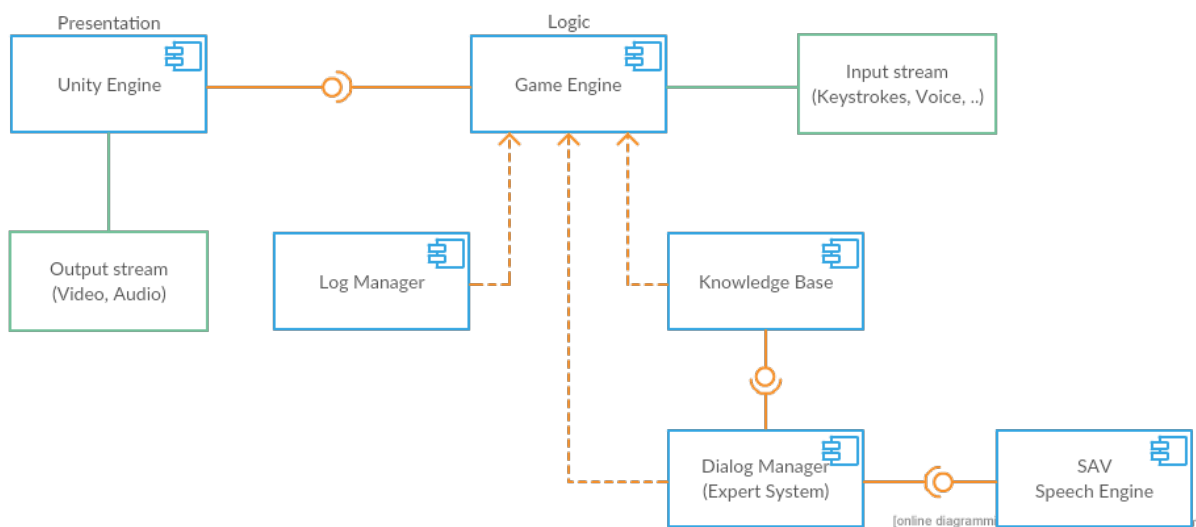 Presentation
Logic
Unity Engine
Game Engine
Input stream
(Keystrokes, Voice, ..)
Output stream
(Video, Audio)
Log Manager
Knowledge Base
Dialog Manager
(Expert System)
SAV
Speech Engine
[online